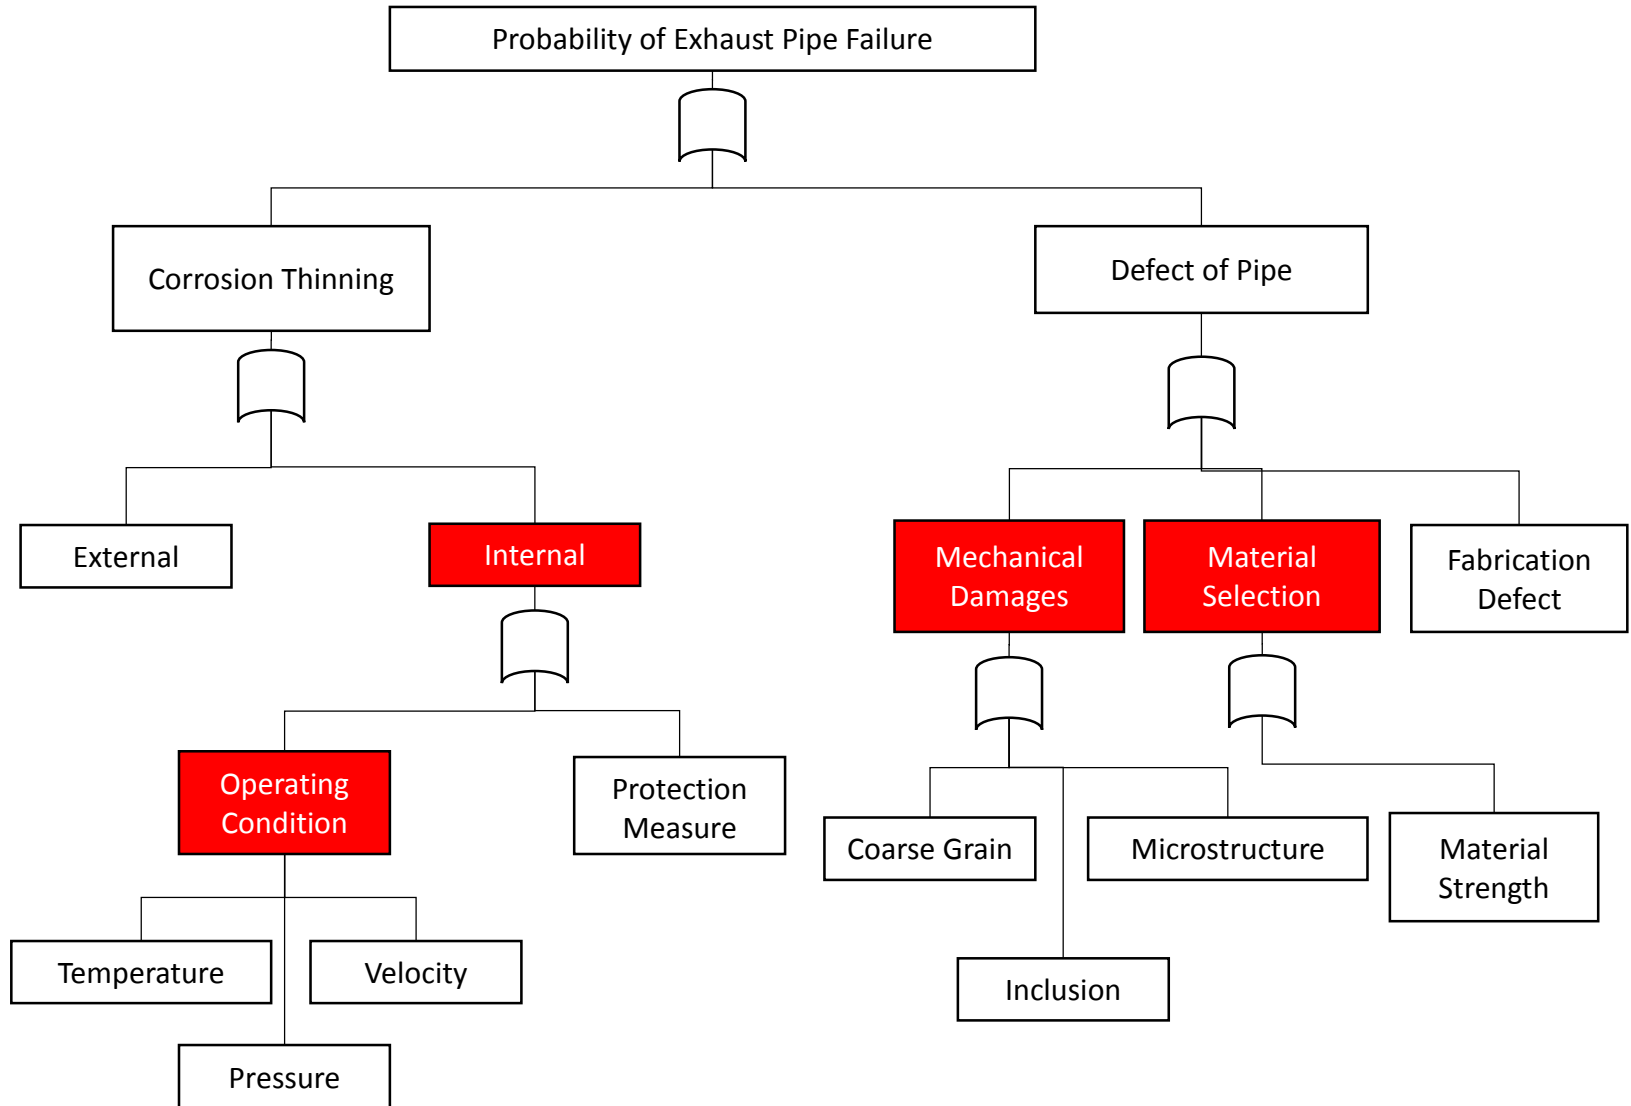 Probability of Exhaust Pipe Failure
Corrosion Thinning
Defect of Pipe
External
Internal
Mechanical
Damages
Material
Selection
Fabrication
Defect
Operating
Condition
Protection
Measure
Coarse Grain
Microstructure
Material
Strength
Temperature
Velocity
Inclusion
Pressure